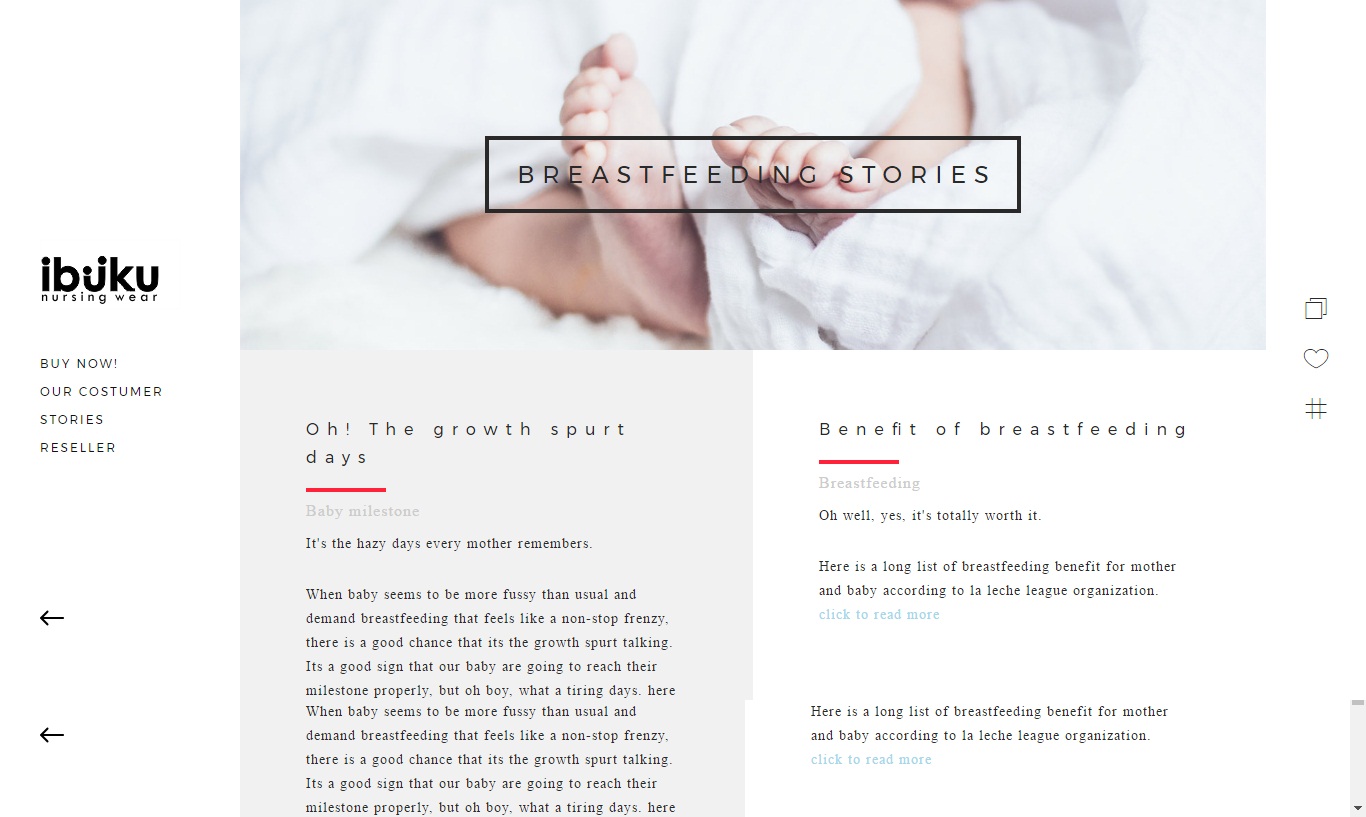 BREASTFEEDING STORIES
ibuku
nursing wear
BUY NOW!
OUR COSTUMER
STORIES
RESELLER
Oh! The growth spurt
days
Baby milestone
It's the hazy days every mother remembers.
When baby seems to be more fussy than usual and
demand breastfeeding that feels like a non-stop frenzy,
there is a good chance that its the growth spurt talking.
Its a good sign that our baby are going to reach their
milestone properly, but oh boy, what a tiring days. here
When baby seems to be more fussy than usual and
demand breastfeeding that feels like a non-stop frenzy,
there is a good chance that its the growth spurt talking.
Its a good sign that our baby are going to reach their
milestone properly, but oh boy, what a tiring days. here
Benefit of breastfeeding
Breastfeeding
Oh well, yes, it's totally worth it.
Here is a long list of breastfeeding benefit for mother
and baby according to la leche league organization.
click to read more
Here is a long list of breastfeeding benefit for mother
and baby according to la leche league organization.
click to read more